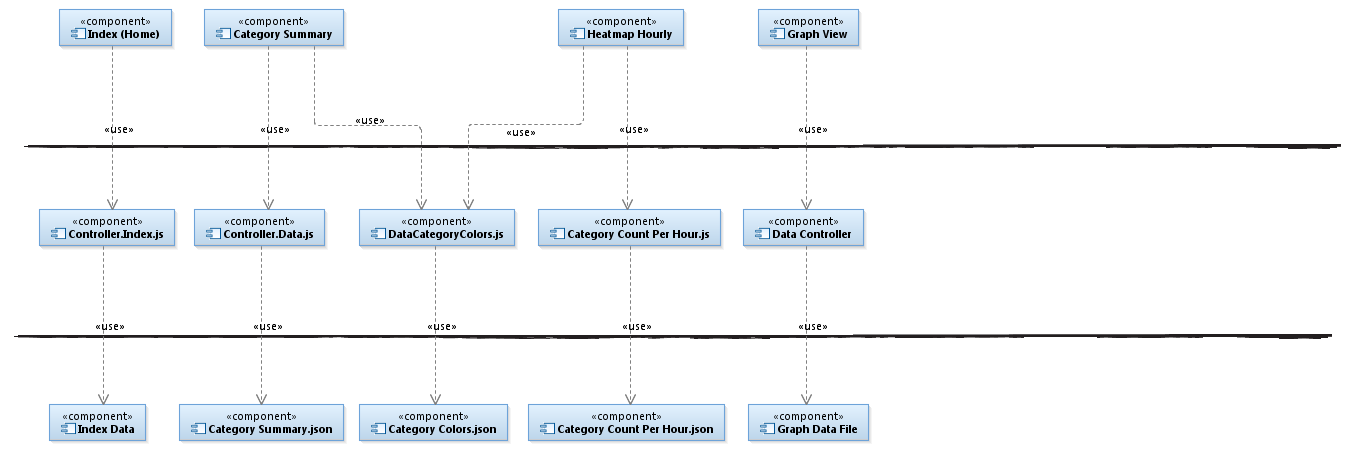 «component» «component» «component» «component»
Index (Home) Category Summary Heatmap Hourly Graph View
«use»
«use» «use» «use» «use» «use»
«component» «component» «component» «component» «component»
Controller.Index.js Controller.Data.js DataCategoryColors.js Category Count Per Hour.js Data Controller
«use» «use» «use» «use» «use»
«component» «component» «component» «component» «component»
Index Data Category Summary.json Category Colors.json Category Count Per Hour.json Graph Data File